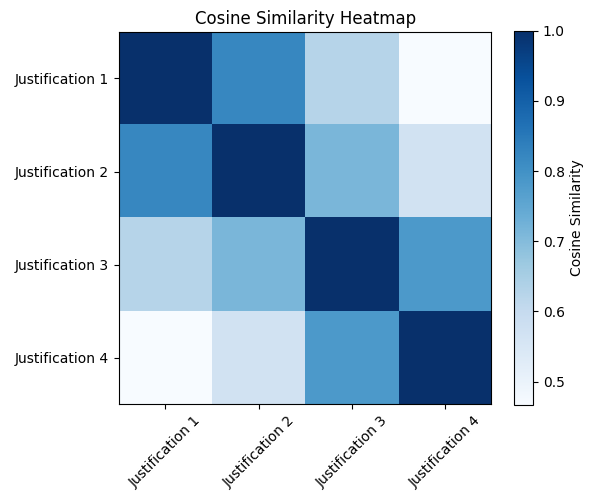 Cosine Similarity Heatmap
Justification 1
Justification 2
Justification 3
Justification 4
Justification 1
Justification 2
Justification 3
Justification 4
1.0
0.9
0.8
0.7
0.6
0.5
Cosine Similarity